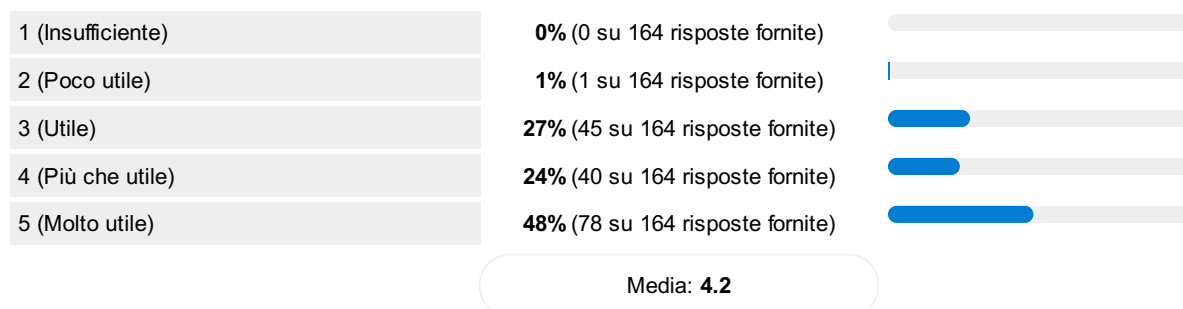 1 (Insufficiente) 0% (0 su 164 risposte fornite)
2 (Poco utile) 1% (1 su 164 risposte fornite)
3 (Utile) 27% (45 su 164 risposte fornite)
4 (Più che utile) 24% (40 su 164 risposte fornite)
5 (Molto utile) 48% (78 su 164 risposte fornite)
Media: 4.2